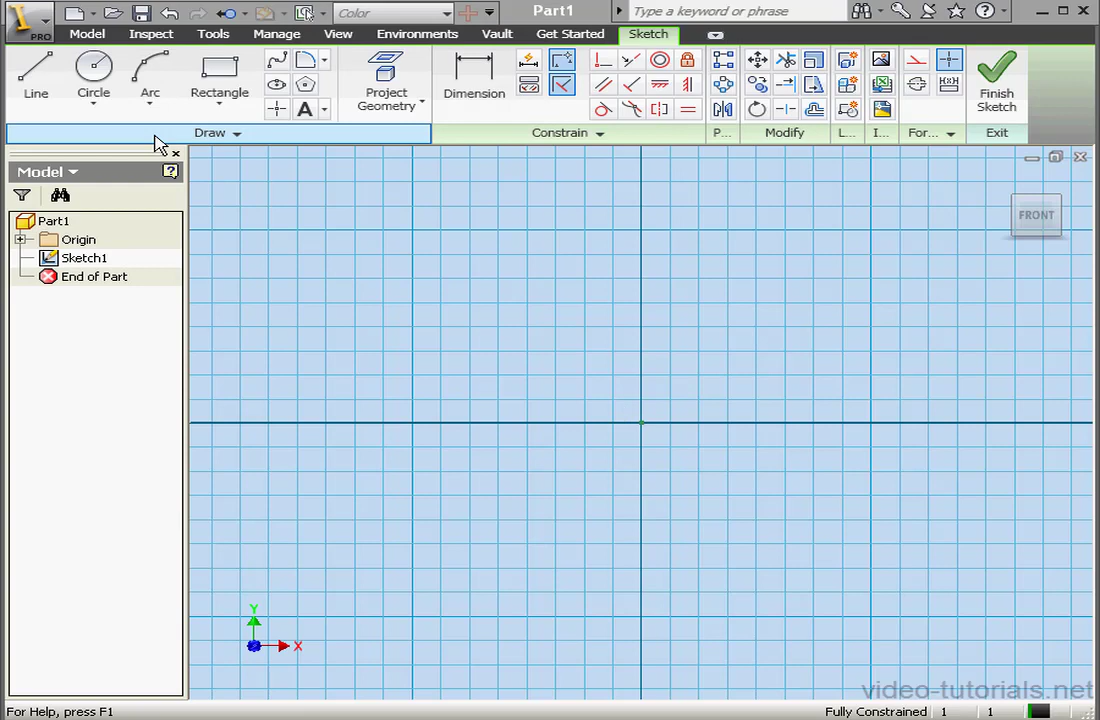 Color
Part1
Type a keyword or phrase
PRO
Model
Inspect
Tools
Manage
View
Environments
Vault
Get Started
Sketch
Line
Circle
Arc
Rectangle
A
Project
Geometry
Dimension
Finish
Sketch
Draw
Constrain
P...
Modify
L...
I...
For...
Exit
Model
Part1
Origin
Sketch1
End of Part
FRONT
Y
X
video-tutorials.net
For Help, press F1
Fully Constrained
1
1